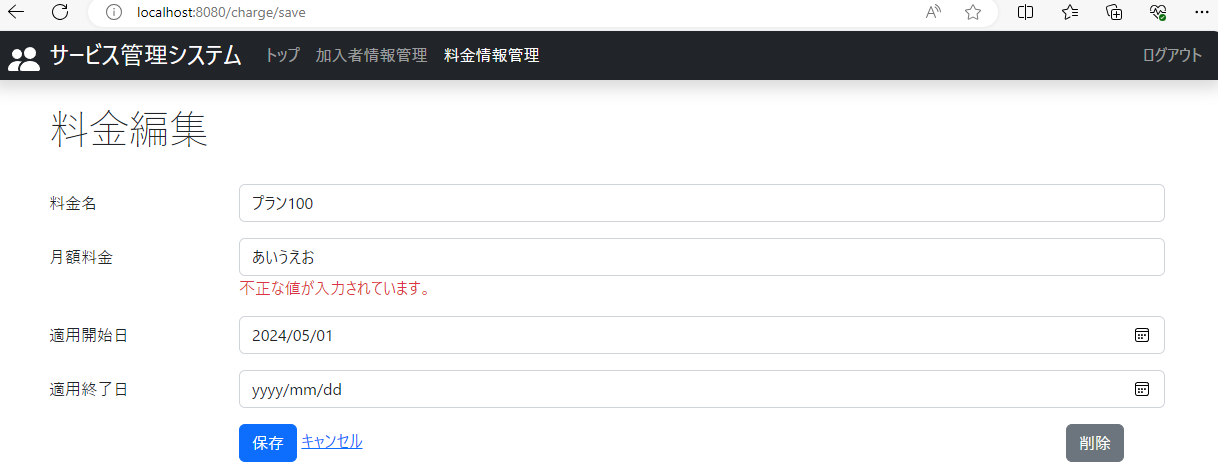 localhost:8080/charge/save
サービス管理システム トップ 加入者情報管理 料金情報管理 ログアウト
料金編集
料金名 プラン100
月額料金 あいうえお
不正な値が入力されています。
適用開始日 2024/05/01
適用終了日 yyyy/mm/dd
保存 キャンセル 削除